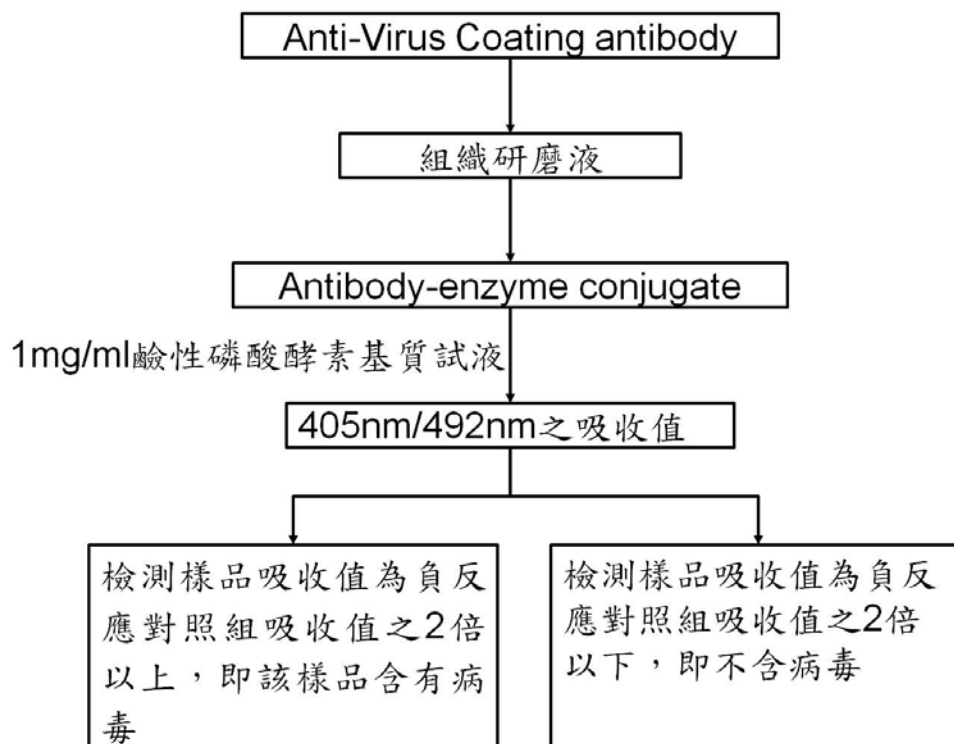 Anti-Virus Coating antibody
組織研磨液
Antibody-enzyme conjugate
1mg/ml鹼性磷酸酵素基質試液
405nm/492nm之吸收值
檢測樣品吸收值為負反
應對照組吸收值之2倍
以上，即該樣品含有病
毒
檢測樣品吸收值為負反
應對照組吸收值之2倍
以下，即不含病毒